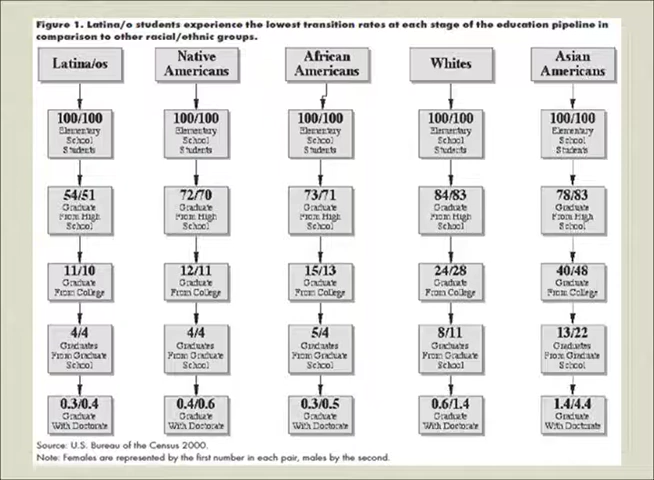 Figure 1. Latina/o students experience the lowest transition rates at each stage of the education pipeline in
comparison to other racial/ethnic groups.
Latina/os
Native
Americans
African
Americans
Whites
Asian
Americans
100/100
Elementary
School
Students
100/100
Elementary
School
Students
100/100
Elementary
School
Students
100/100
Elementary
School
Students
100/100
Elementary
School
Students
54/51
Graduate
From High
School
72/70
Graduate
From High
School
73/71
Graduate
From High
School
84/83
Graduate
From High
School
78/83
Graduate
From High
School
11/10
Graduate
From College
12/11
Graduate
From College
15/13
Graduate
From College
24/28
Graduate
From College
40/48
Graduate
From College
4/4
Graduates
From Graduate
School
4/4
Graduates
From Graduate
School
5/4
Graduates
From Graduate
School
8/11
Graduates
From Graduate
School
13/22
Graduates
From Graduate
School
0.3/0.4
Graduate
With Doctorate
0.4/0.6
Graduate
With Doctorate
0.3/0.5
Graduate
With Doctorate
0.6/1.4
Graduate
With Doctorate
1.4/4.4
Graduate
With Doctorate
Source: U.S. Bureau of the Census 2000.
Note: Females are represented by the first number in each pair, males by the second.